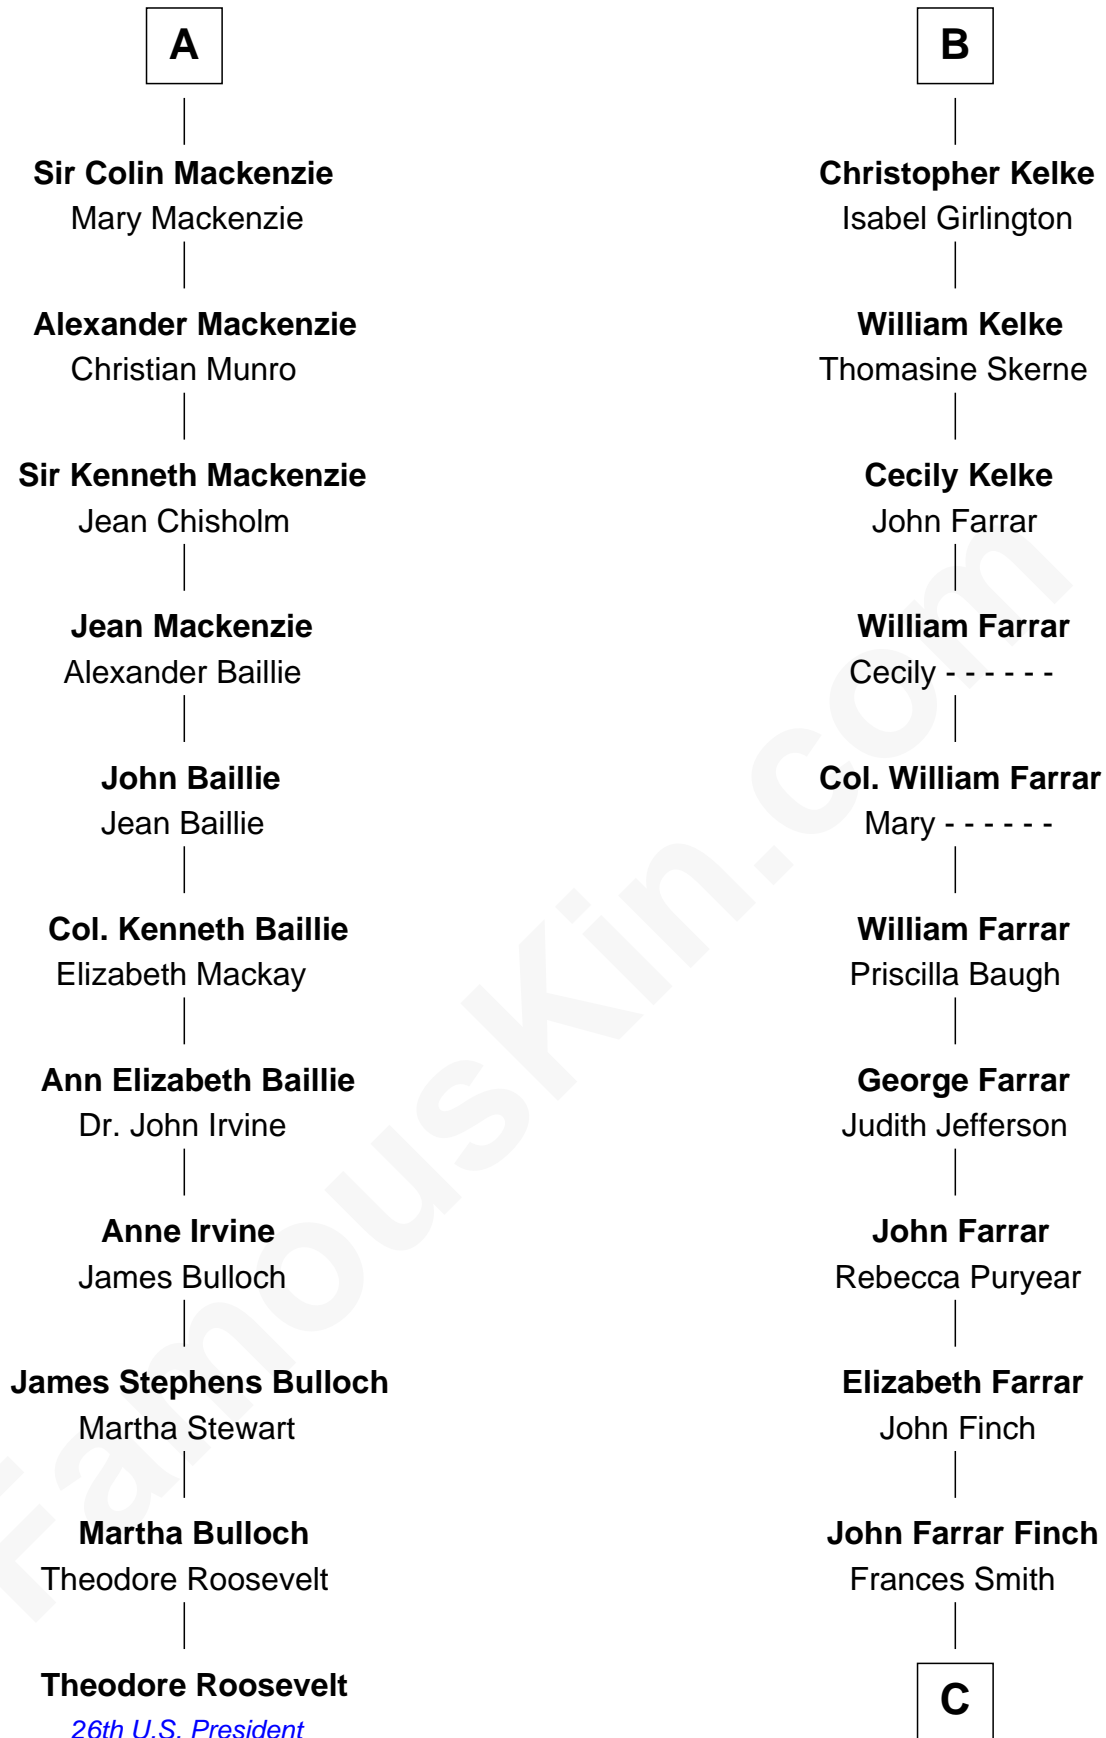 A
Sir Colin Mackenzie
Mary Mackenzie
Alexander Mackenzie
Christian Munro
Sir Kenneth Mackenzie
Jean Chisholm
Jean Mackenzie
Alexander Baillie
John Baillie
Jean Baillie
Col. Kenneth Baillie
Elizabeth Mackay
Ann Elizabeth Baillie
Dr. John Irvine
Anne Irvine
James Bulloch
James Stephens Bulloch
Martha Stewart
Martha Bulloch
Theodore Roosevelt
Theodore Roosevelt
26th U.S. President
B
Christopher Kelke
Isabel Girlington
William Kelke
Thomasine Skerne
Cecily Kelke
John Farrar
William Farrar
Cecily - - - - - -
Col. William Farrar
Mary - - - - - -
William Farrar
Priscilla Baugh
George Farrar
Judith Jefferson
John Farrar
Rebecca Puryear
Elizabeth Farrar
John Finch
John Farrar Finch
Frances Smith
C
FamousKin.com